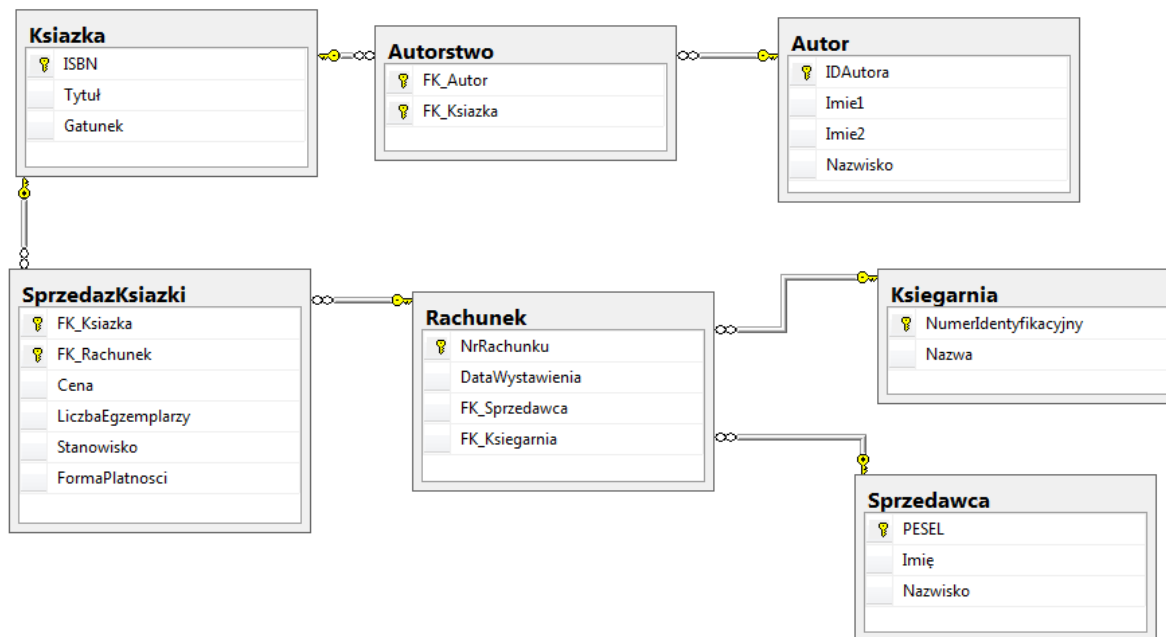 Ksiazka
ISBN
Tytuł
Gatunek
Autorstwo
FK_Autor
FK_Ksiazka
Autor
IDAutora
Imie1
Imie2
Nazwisko
SprzedazKsiazki
FK_Ksiazka
FK_Rachunek
Cena
LiczbaEgzemplarzy
Stanowisko
FormaPlatnosci
Rachunek
NrRachunku
DataWystawienia
FK_Sprzedawca
FK_Ksiegarnia
Ksiegarnia
NumerIdentyfikacyjny
Nazwa
Sprzedawca
PESEL
Imię
Nazwisko